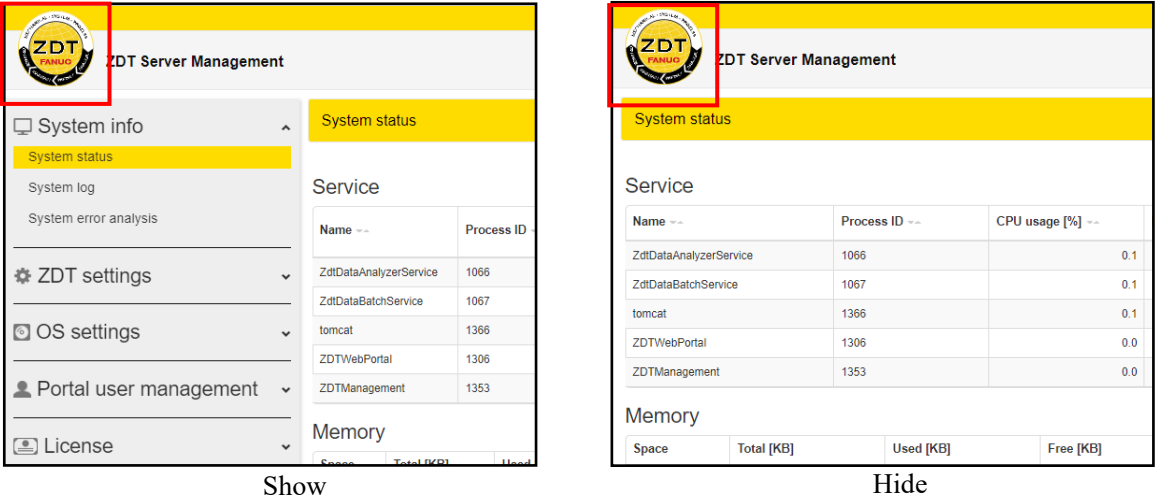 ZDT
FANUC
ZDT Server Management
System info
System status
System log
System error analysis
ZDT settings
OS settings
Portal user management
License
System status
Service
Name Process ID
ZdtDataAnalyzerService 1066
ZdtDataBatchService 1067
tomcat 1366
ZDTWebPortal 1306
ZDTManagement 1353
Memory
Space Total [KB] Used
Show
ZDT
FANUC
ZDT Server Management
System status
Service
Name Process ID CPU usage [%]
ZdtDataAnalyzerService 1066 0.1
ZdtDataBatchService 1067 0.1
tomcat 1366 0.1
ZDTWebPortal 1306 0.0
ZDTManagement 1353 0.0
Memory
Space Total [KB] Used [KB] Free [KB]
Hide